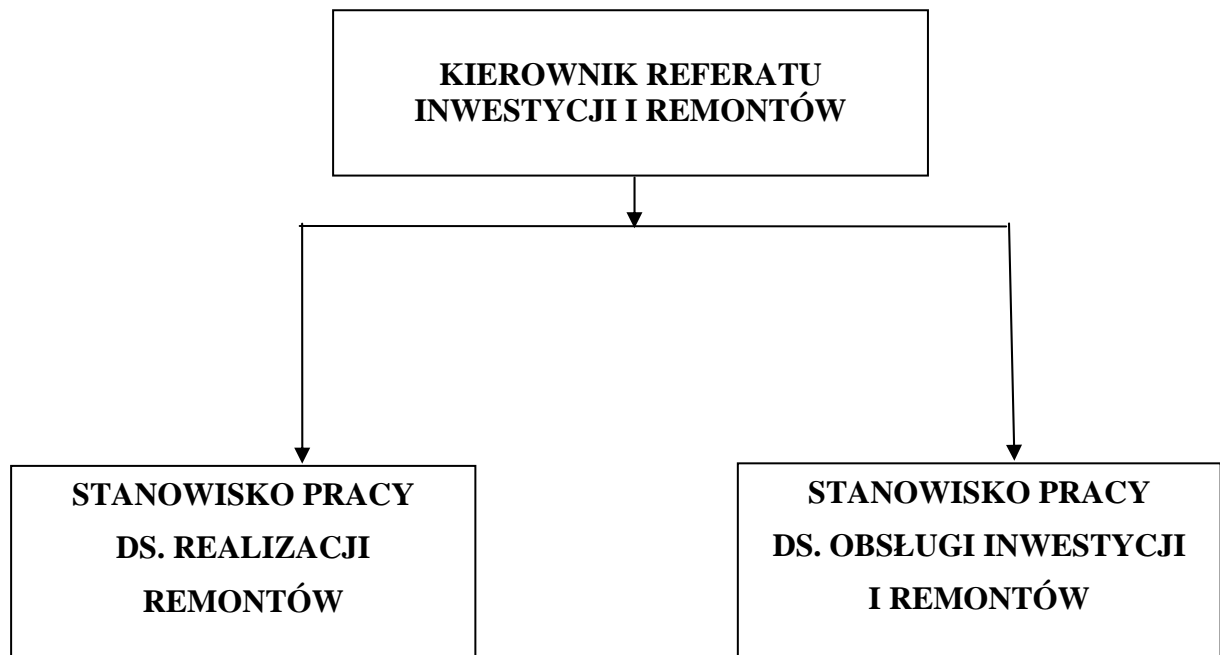 KIEROWNIK REFERATU
INWESTYCJI I REMONTÓW
STANOWISKO PRACY
DS. REALIZACJI
REMONTÓW
STANOWISKO PRACY
DS. OBSŁUGI INWESTYCJI
I REMONTÓW